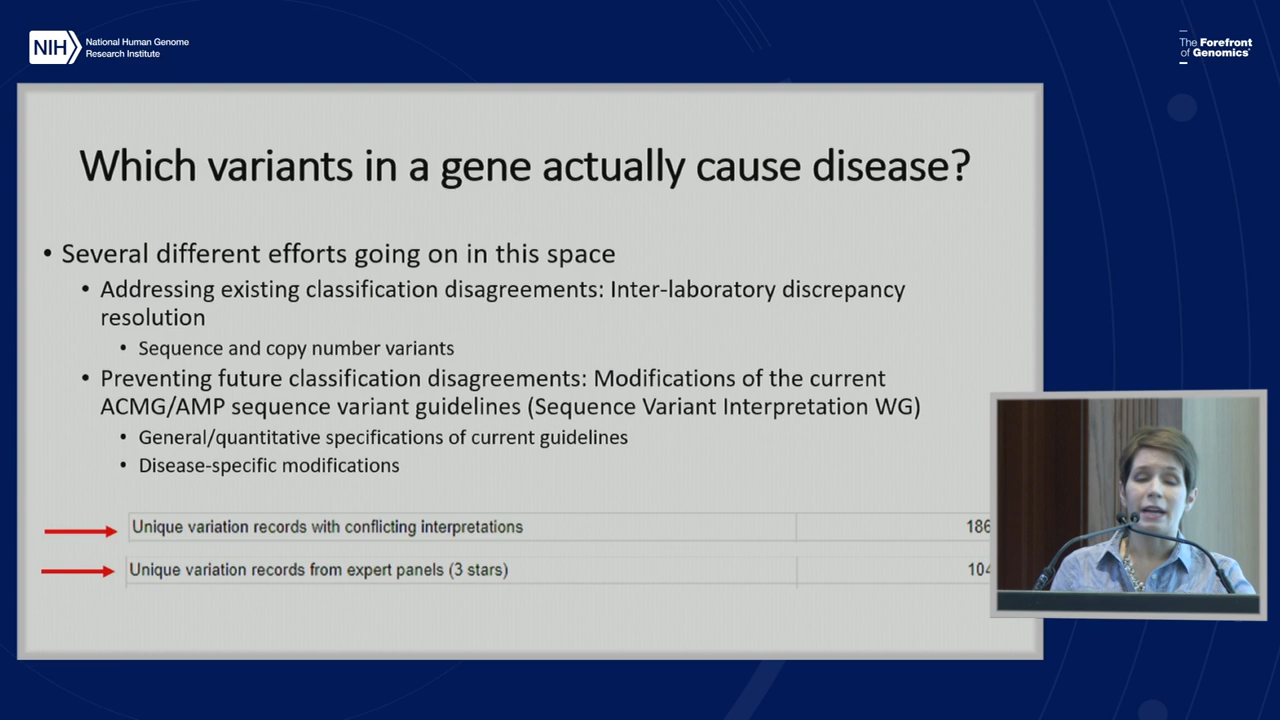 NIH National Human Genome
Research Institute
The Forefront
of Genomics
Which variants in a gene actually cause disease?
• Several different efforts going on in this space
• Addressing existing classification disagreements: Inter-laboratory discrepancy
resolution
• Sequence and copy number variants
• Preventing future classification disagreements: Modifications of the current
ACMG/AMP sequence variant guidelines (Sequence Variant Interpretation WG)
• General/quantitative specifications of current guidelines
• Disease-specific modifications
Unique variation records with conflicting interpretations 186
Unique variation records from expert panels (3 stars) 104